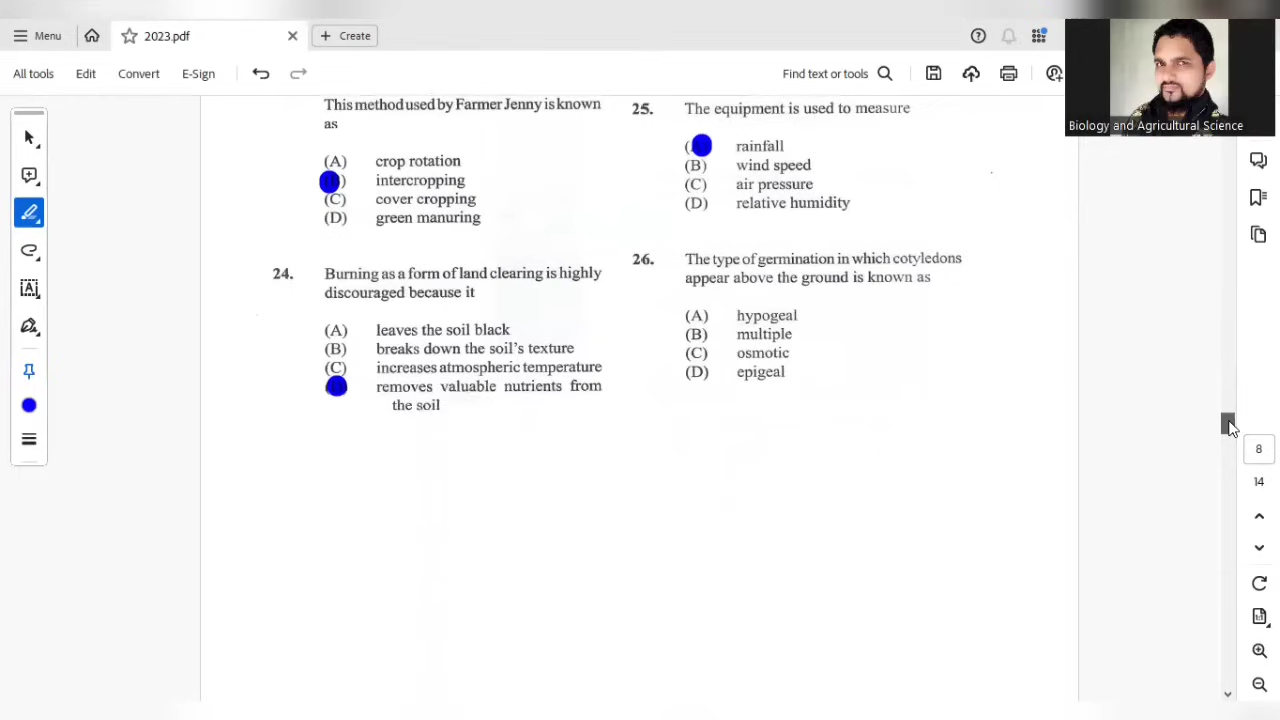 Menu
2023.pdf
Create
All tools
Edit
Convert
E-Sign
Find text or tools
Biology and Agricultural Science
This method used by Farmer Jenny is known
as
(A) crop rotation
) intercropping
(C) cover cropping
(D) green manuring
24. Burning as a form of land clearing is highly
discouraged because it
(A) leaves the soil black
(B) breaks down the soil's texture
(C) increases atmospheric temperature
removes valuable nutrients from
the soil
25. The equipment is used to measure
( rainfall
(B) wind speed
(C) air pressure
(D) relative humidity
26. The type of germination in which cotyledons
appear above the ground is known as
(A) hypogeal
(B) multiple
(C) osmotic
(D) epigeal
8
14